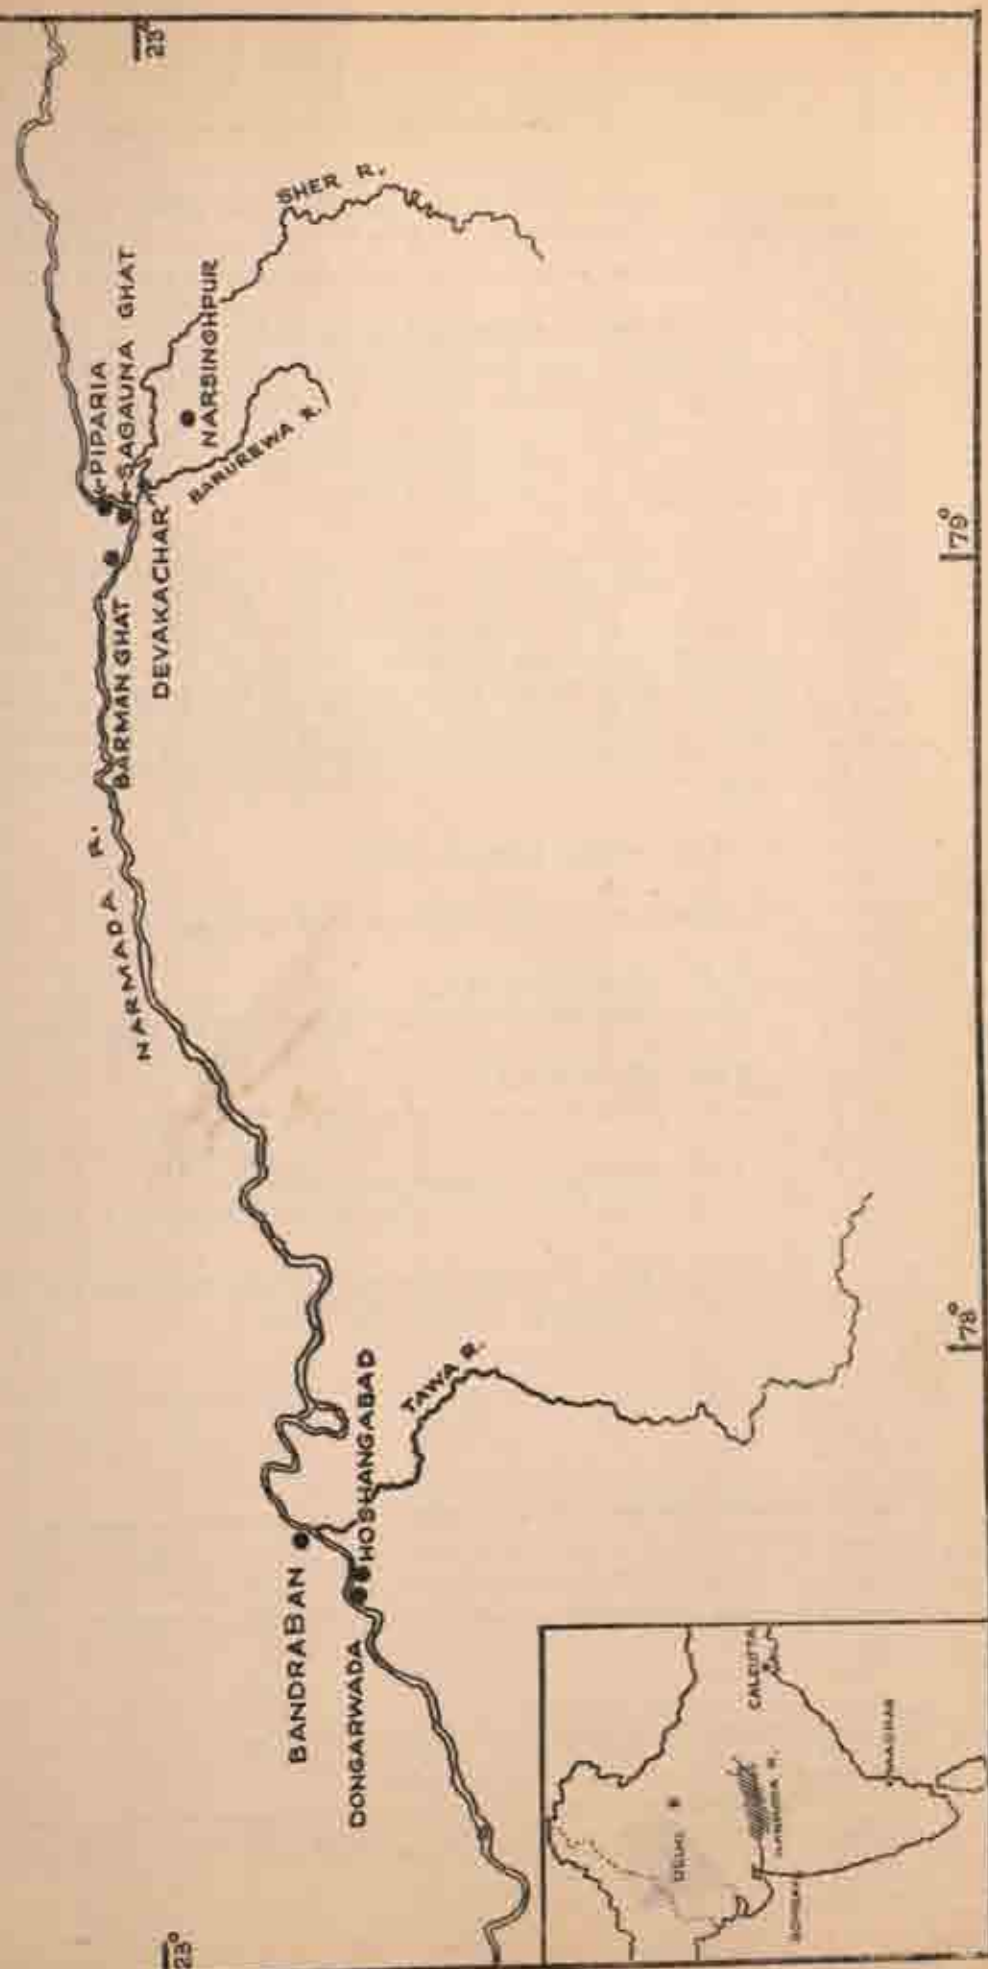 23°
23°
SHER R.
PIPARIA
SAGAUNA GHAT
NARSINGHPUR
BARUREWA R.
BARMAN GHAT
DEVAKACHAR
NARMADA R.
BANDRABAN
HOSHANGABAD
TAWA R.
DONGARWADA
78°
79°
DELHI
CALCUTTA
NARMADA R.
BOMBAY
MADRAS